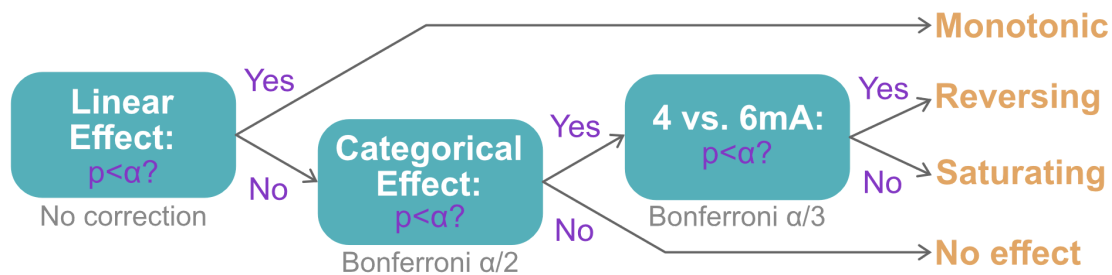 Linear
Effect:
p<α?
No correction
Yes
No
Categorical
Effect:
p<α?
Bonferroni α/2
Yes
No
4 vs. 6mA:
p<α?
Bonferroni α/3
Yes
No
Monotonic
Reversing
Saturating
No effect